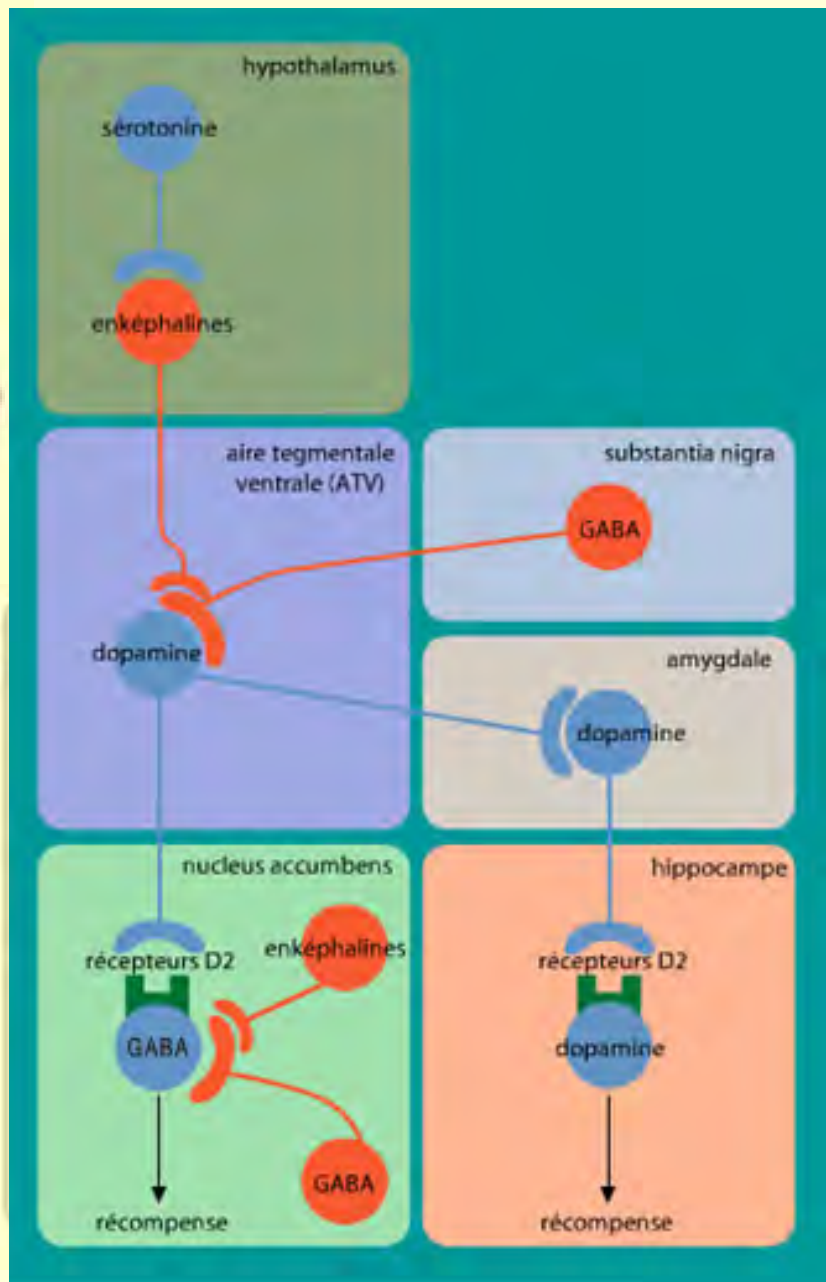 hypothalamus
sérotonine
enképhalines
aire tegmentale
ventrale (ATV)
dopamine
substantia nigra
GABA
amygdale
dopamine
nucleus accumbens
récepteurs D2
enképhalines
GABA
GABA
récompense
hippocampe
récepteurs D2
dopamine
récompense